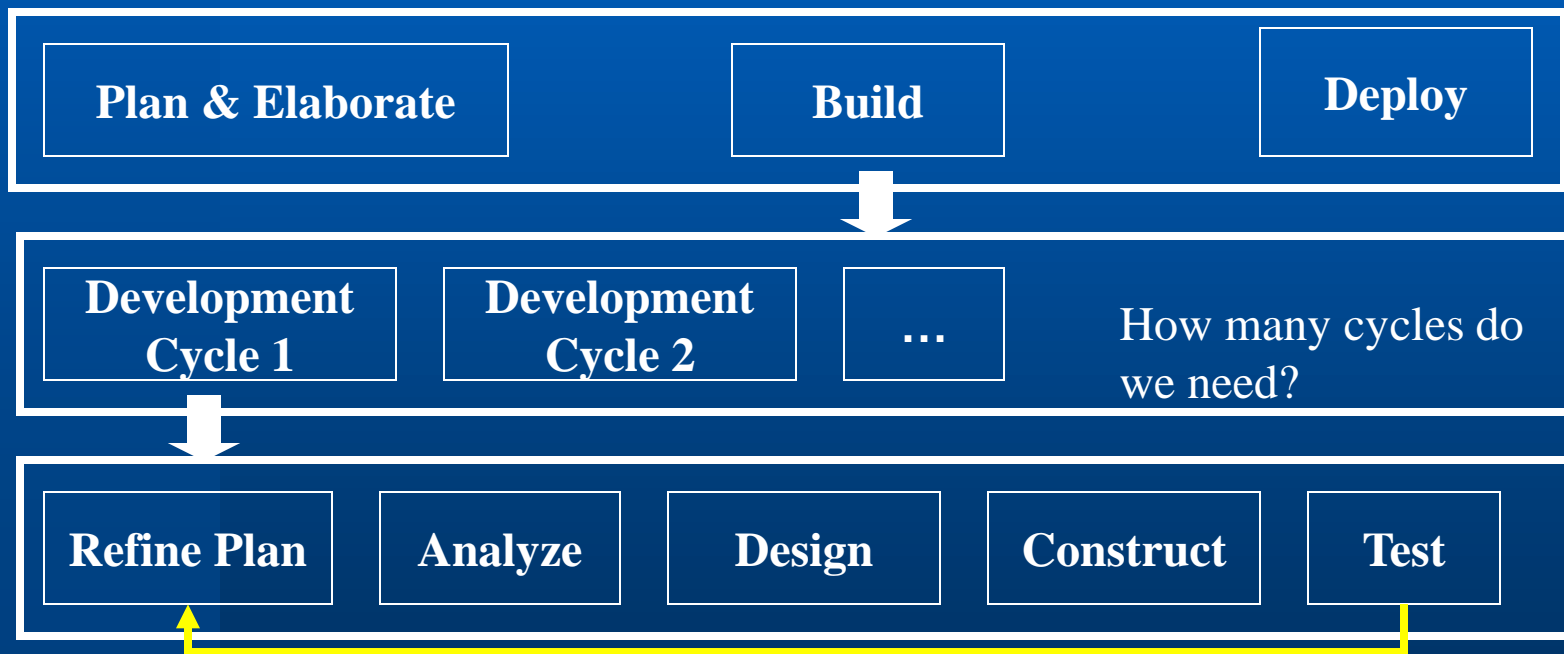 Plan & Elaborate
Build
Deploy
Development
Cycle 1
Development
Cycle 2
...
How many cycles do
we need?
Refine Plan
Analyze
Design
Construct
Test